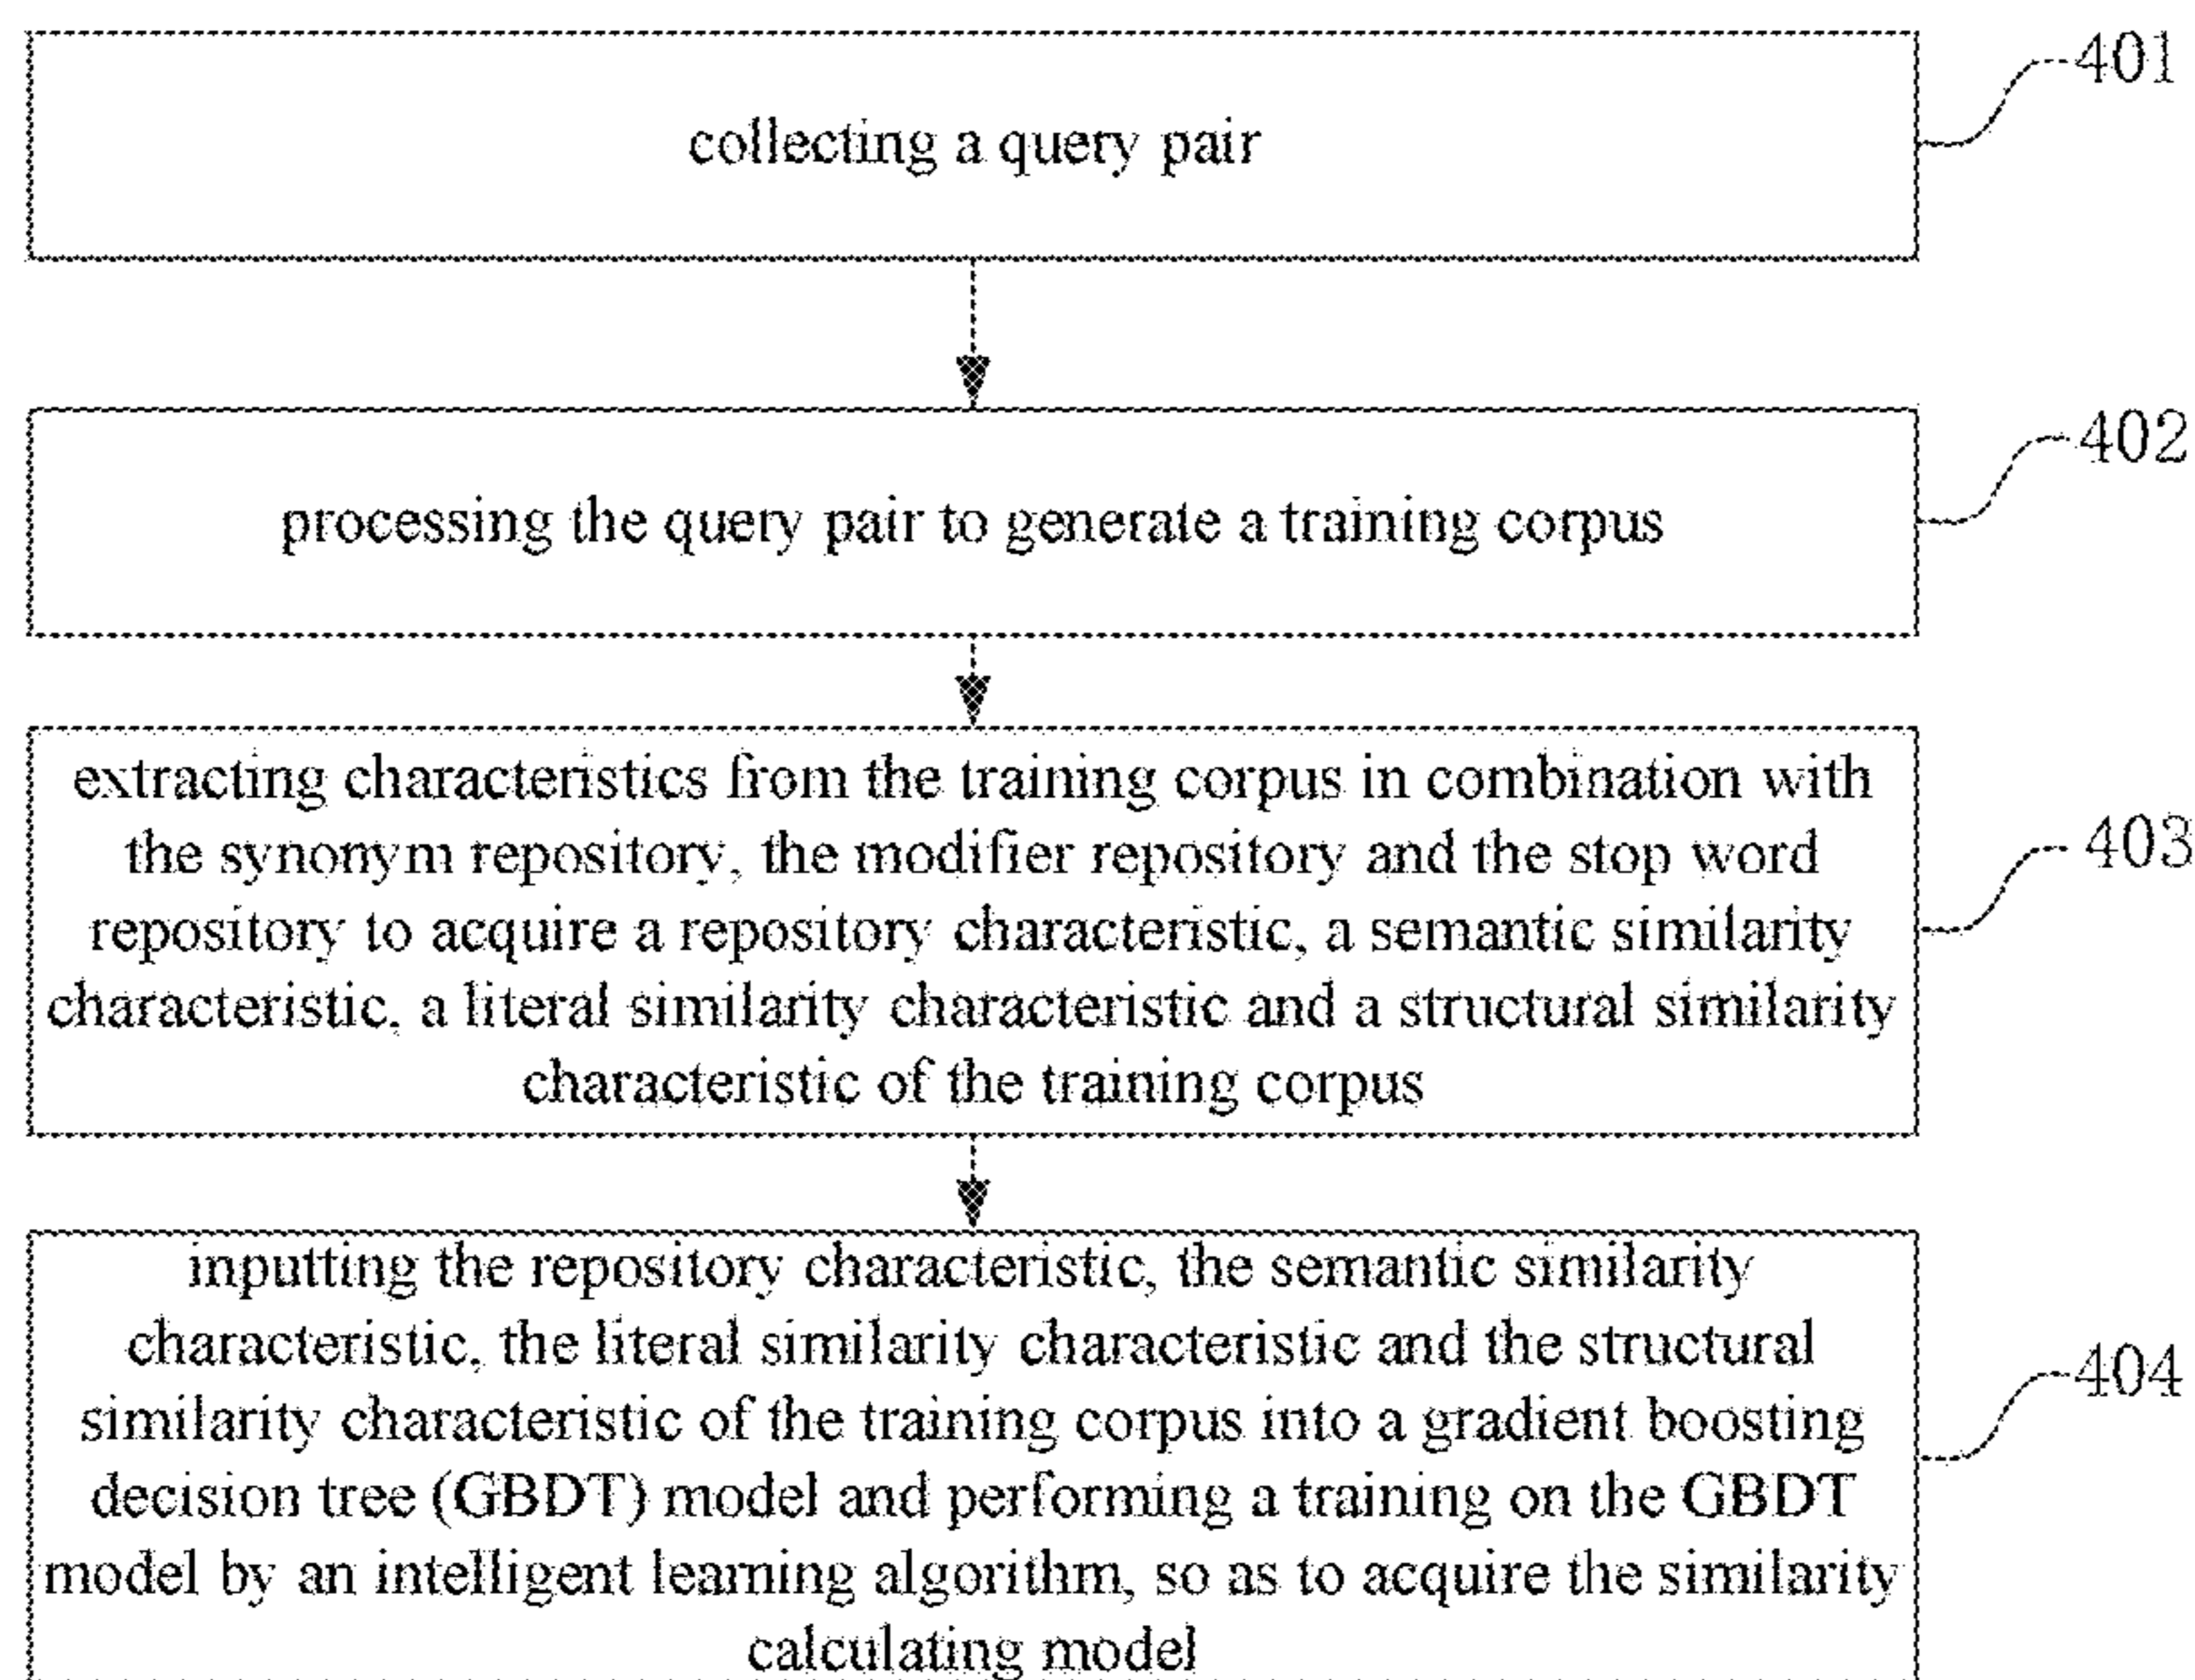 401
collecting a query pair
402
processing the query pair to generate a training corpus
extracting characteristics from the training corpus in combination with
the synonym repository, the modifier repository and the stop word
repository to acquire a repository characteristic, a semantic similarity
characteristic, a literal similarity characteristic and a structural similarity
characteristic of the training corpus
403
inputting the repository characteristic, the semantic similarity
characteristic, the literal similarity characteristic and the structural
similarity characteristic of the training corpus into a gradient boosting
decision tree (GBDT) model and performing a training on the GBDT
model by an intelligent learning algorithm, so as to acquire the similarity
calculating model
404